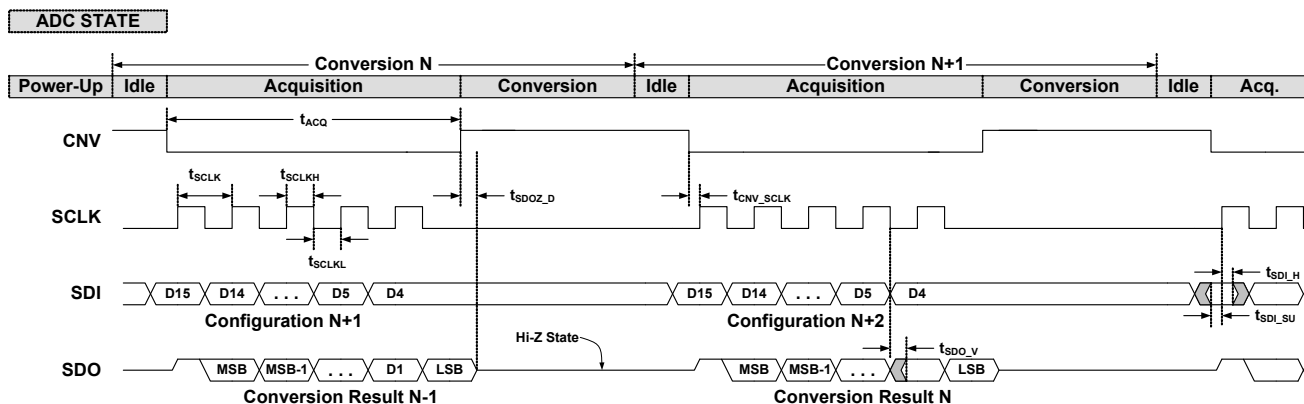 ADC STATE
Conversion N
Conversion N+1
Power-Up Idle Acquisition Conversion Idle Acquisition Conversion Idle Acq.
tACQ
CNV
tSCLK tSCLKH tSDOZ_D tCNV_SCLK
SCLK
tSCLKL
tSDI_H
SDI D15 D14 ... D5 D4 D15 D14 ... D5 D4
Configuration N+1 Configuration N+2
tSDI_SU
Hi-Z State
tSDO_V
SDO MSB MSB-1 ... D1 LSB MSB MSB-1 ... LSB
Conversion Result N-1 Conversion Result N